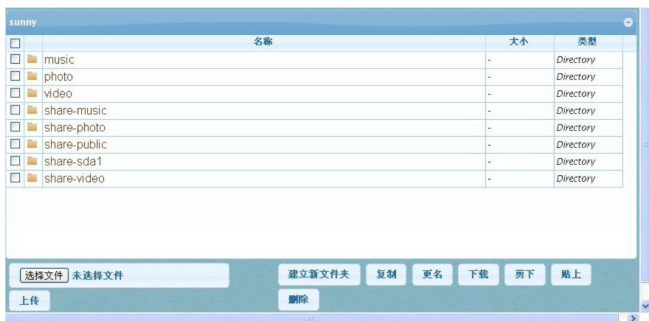 sunny
名称 大小 类型
music - Directory
photo - Directory
video - Directory
share-music - Directory
share-photo - Directory
share-public - Directory
share-sda1 - Directory
share-video - Directory
选择文件 未选择文件 建立新文件夹 复制 更名 下载 剪下 贴上
上传 删除